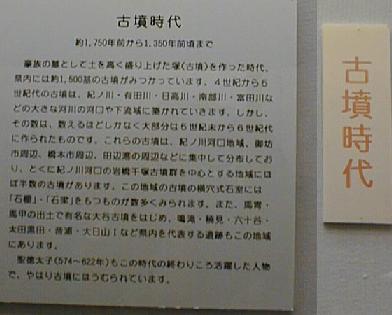 古墳時代
約1,750年前から1,350年前頃まで
豪族の墓として土を高く盛り上げた塚(古墳)を作った時代。
県内には約1,500基の古墳がみつかっています。4世紀から5
世紀代の古墳は、紀ノ川・有田川・日高川・南部川・富田川な
どの大きな河川の河口や下流域に築かれていきます。しかし、
その数は、数えるほどしかなく大部分は5世紀末から6世紀代
に作られたものです。これらの古墳は、紀ノ川河口地域、御坊
市周辺、橋本市周辺、田辺湾の周辺などに集中して分布してお
り、とくに紀ノ川河口の岩橋千塚古墳群を中心とする地域にほ
ぼ半数の古墳があります。この地域の古墳の横穴式石室には
「石棚」・「石梁」をもつものが数多くみられます。また、馬冑・
馬甲の出土で有名な大谷古墳をはじめ、鳴滝・楠見・六十谷・
太田黒田・音浦・大日山Ⅰなど県内を代表する遺跡もこの地域
にあります。
聖徳太子(574〜622年)もこの時代の終わりころ活躍した人物
で、やはり古墳にほうむられています。
古墳時代